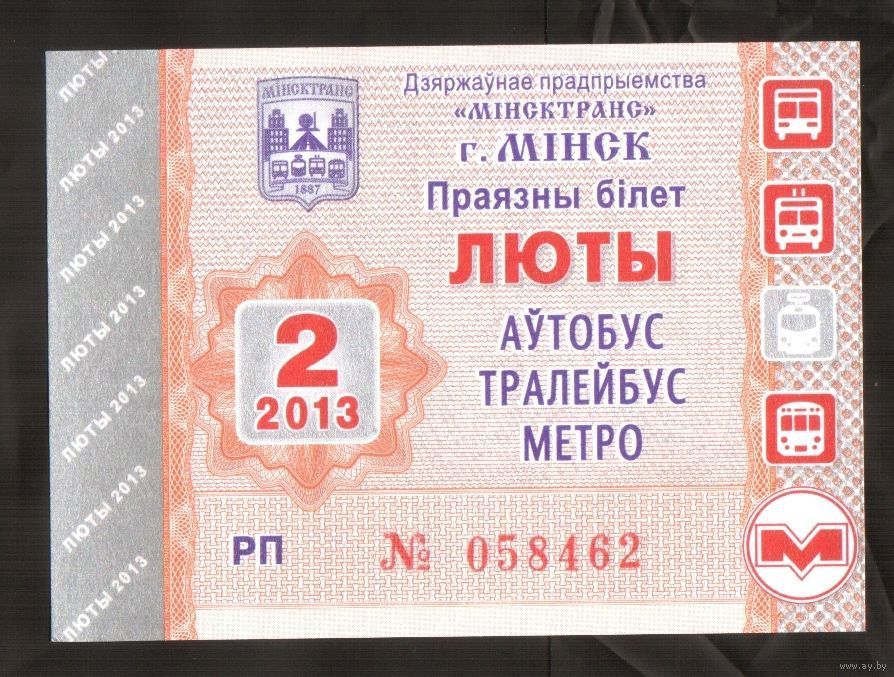 ЛЮТЫ 2013
ЛЮТЫ 2013
ЛЮТЫ 2013
ЛЮТЫ 2013
ЛЮТЫ 2013
ЛЮТЫ 2013
ЛЮТЫ 2013
МІНСКТРАНС
1887
Дзяржаўнае прадпрыемства
«МІНСКТРАНС»
г. МІНСК
Праязны білет
ЛЮТЫ
2
2013
АЎТОБУС
ТРАЛЕЙБУС
МЕТРО
РП № 058462
М
www.ay.by